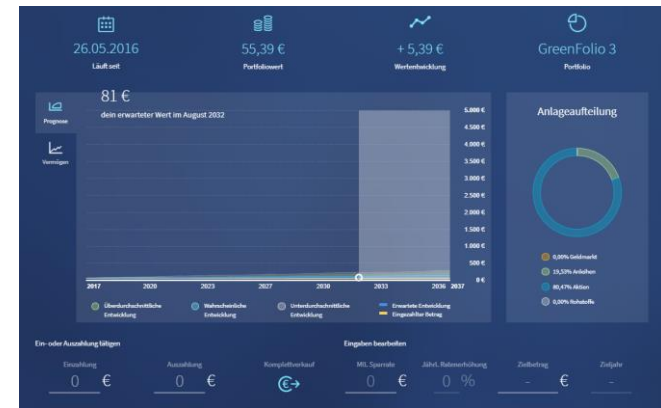 26.05.2016
Läuft seit
55,39 €
Portfoliowert
+ 5,39 €
Wertentwicklung
GreenFolio 3
Portfolio
Prognose
Vermögen
81 €
dein erwarteter Wert im August 2032
5.000 €
4.500 €
4.000 €
3.500 €
3.000 €
2.500 €
2.000 €
1.500 €
1.000 €
500 €
0 €
2017
2020
2023
2027
2030
2033
2036
2037
Überdurchschnittliche
Entwicklung
Wahrscheinliche
Entwicklung
Unterdurchschnittliche
Entwicklung
Erwartete Entwicklung
Eingezahlter Betrag
Anlageaufteilung
0,00% Geldmarkt
19,53% Anleihen
80,47% Aktien
0,00% Rohstoffe
Ein- oder Auszahlung tätigen
Einzahlung
0 €
Auszahlung
0 €
Komplettverkauf
Eingaben bearbeiten
Mtl. Sparrate
0 €
Jährl. Ratenerhöhung
0 %
Zielbetrag
- €
Zieljahr
-